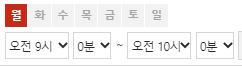 월 화 수 목 금 토 일
오전 9시 0분 ~ 오전 10시 0분